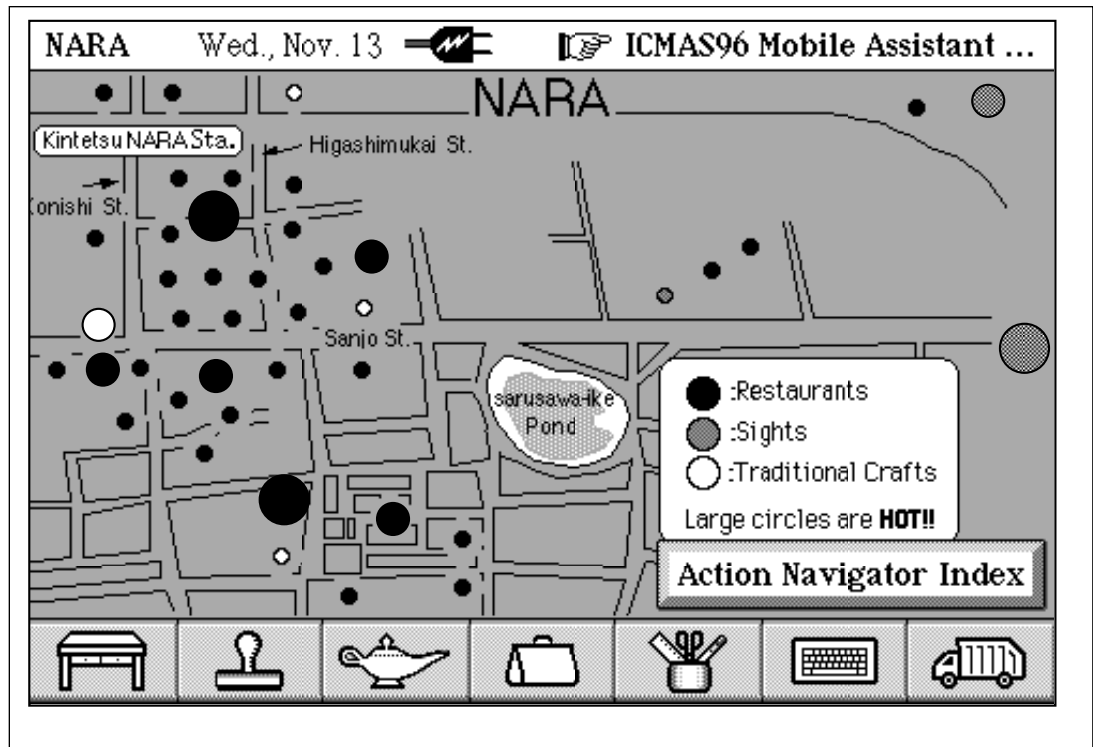 NARA Wed., Nov. 13 ICMAS96 Mobile Assistant ...
NARA
Kintetsu NARA Sta.
Higashimukai St.
Konishi St.
Sanjo St.
sarusawa-ike
Pond
:Restaurants
:Sights
:Traditional Crafts
Large circles are HOT!!
Action Navigator Index